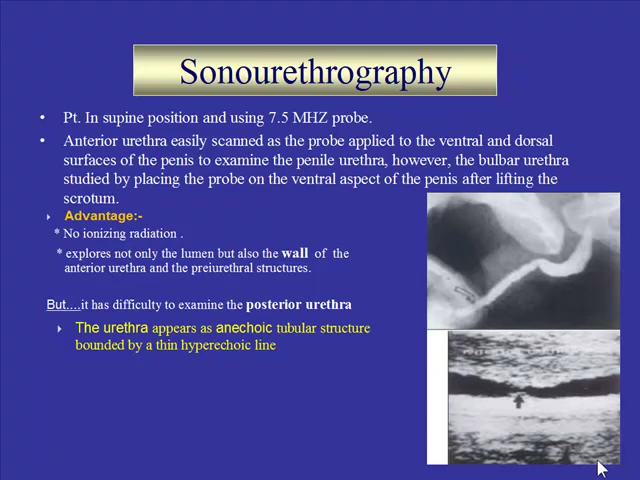 Sonourethrography
• Pt. In supine position and using 7.5 MHZ probe.
• Anterior urethra easily scanned as the probe applied to the ventral and dorsal
surfaces of the penis to examine the penile urethra, however, the bulbar urethra
studied by placing the probe on the ventral aspect of the penis after lifting the
scrotum.
Advantage:-
* No ionizing radiation .
* explores not only the lumen but also the wall of the
anterior urethra and the preiurethral structures.
But....it has difficulty to examine the posterior urethra
The urethra appears as anechoic tubular structure
bounded by a thin hyperechoic line